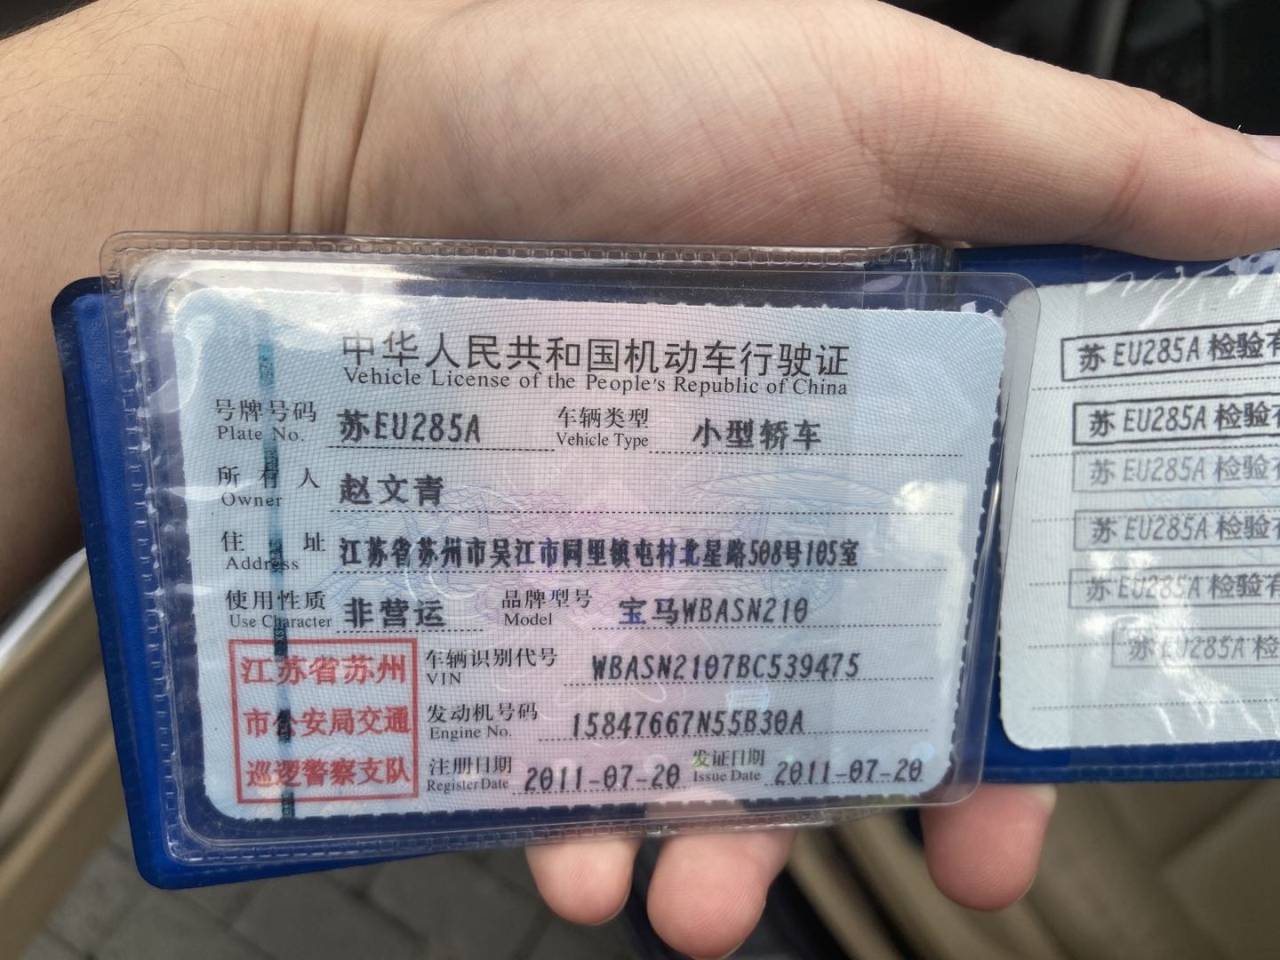 中华人民共和国机动车行驶证
Vehicle License of the People's Republic of China
号牌号码 苏EU285A 车辆类型 小型轿车
Plate No. Vehicle Type
所有人 赵文青
Owner
住址 江苏省苏州市吴江市同里镇屯村北星路508号105室
Address
使用性质 非营运 品牌型号 宝马WBASN210
Use Character Model
江苏省苏州
市公安局交通
巡逻警察支队
车辆识别代号 WBASN2107BC539475
VIN
发动机号码 15847667N55B30A
Engine No.
注册日期 2011-07-20 发证日期 2011-07-20
Register Date Issue Date
苏EU285A 检验有
苏EU285A 检验有
苏EU285A 检验有
苏EU285A 检验有
苏EU285A 检验有
苏EU285A 检